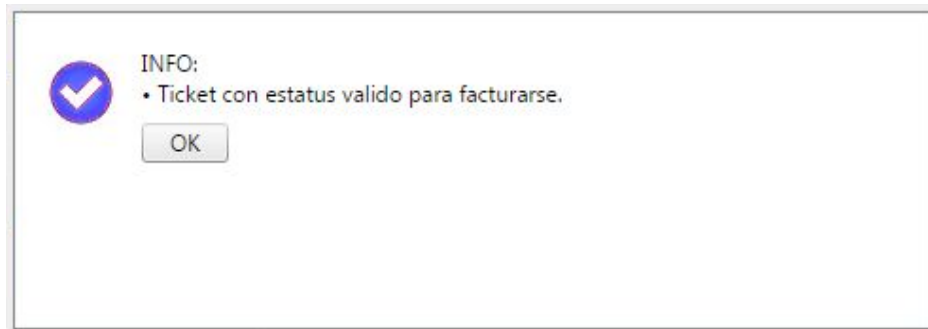 INFO:
• Ticket con estatus valido para facturarse.
OK